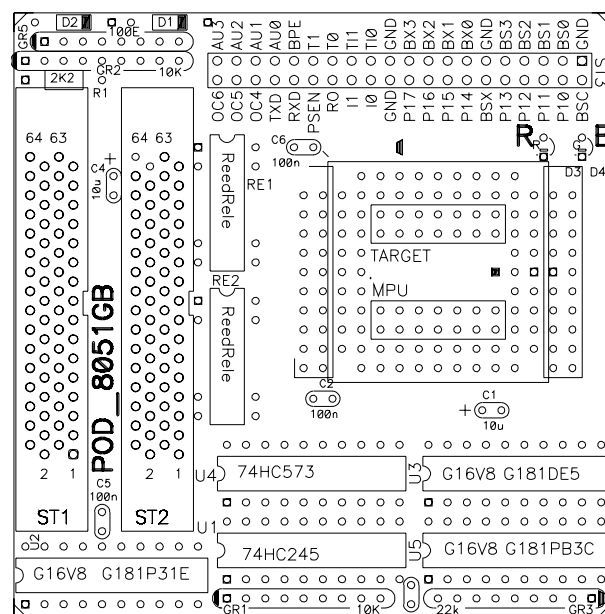 GR5
D2
D1
100E
GR2
10K
2K2
R1
AU3 AU2 AU1 AU0 BPE T1 T0 TI1 TI0 GND BX3 BX2 BX1 BX0 GND BS3 BS2 BS1 BS0 GND
ST5
OC6 OC5 OC4 TXD RXD PSEN RO I1 I0 GND P17 P16 P15 P14 BSX P13 P12 P11 P10 BSC
64 63
64 63
C4
10u
ReedRele
RE1
C6
100n
R
E
R
G
D3 D4
TARGET
MPU
RE2
ReedRele
POD_8051GB
C2
100n
C1
10u
2 1
2 1
C5
100n
ST1
ST2
U4
74HC573
U3
G16V8 G181DE5
U1
74HC245
U5
G16V8 G181PB3C
U2
G16V8 G181P31E
GR1
10K
22k
GR3